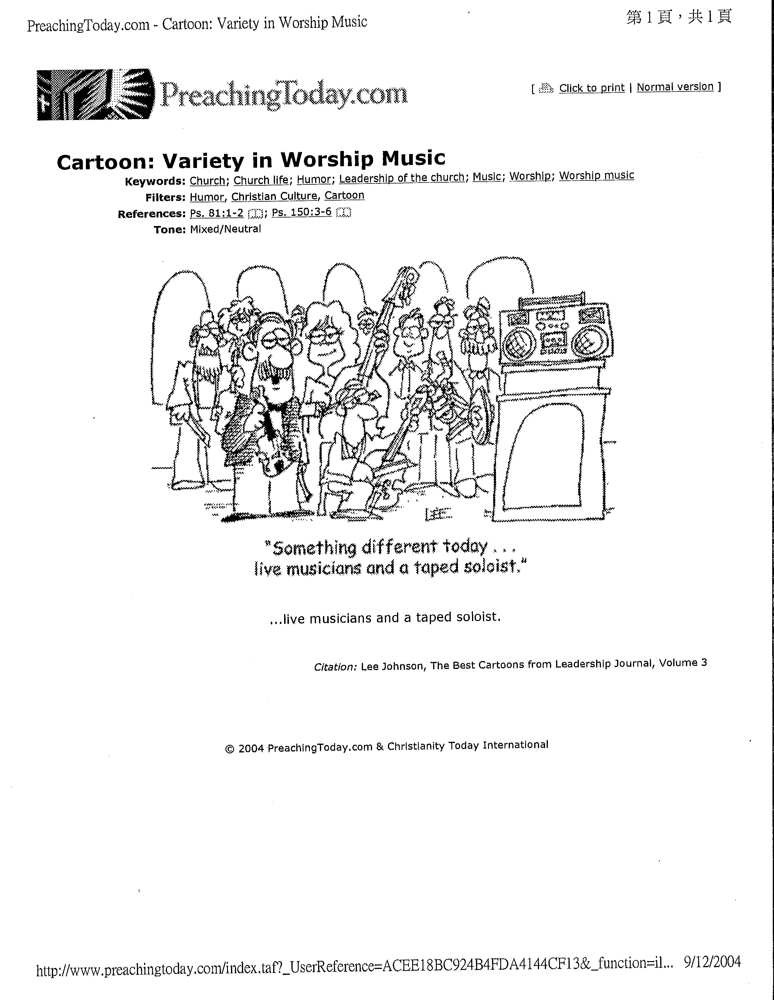 PreachingToday.com - Cartoon: Variety in Worship Music
第 1 頁，共 1 頁
PreachingToday.com
[ Click to print | Normal version ]
Cartoon: Variety in Worship Music
Keywords: Church; Church life; Humor; Leadership of the church; Music; Worship; Worship music
Filters: Humor, Christian Culture, Cartoon
References: Ps. 81:1-2 ; Ps. 150:3-6
Tone: Mixed/Neutral
LEE
"Something different today . . .
live musicians and a taped soloist."
...live musicians and a taped soloist.
Citation: Lee Johnson, The Best Cartoons from Leadership Journal, Volume 3
© 2004 PreachingToday.com & Christianity Today International
http://www.preachingtoday.com/index.taf?_UserReference=ACEE18BC924B4FDA4144CF13&_function=il... 9/12/2004